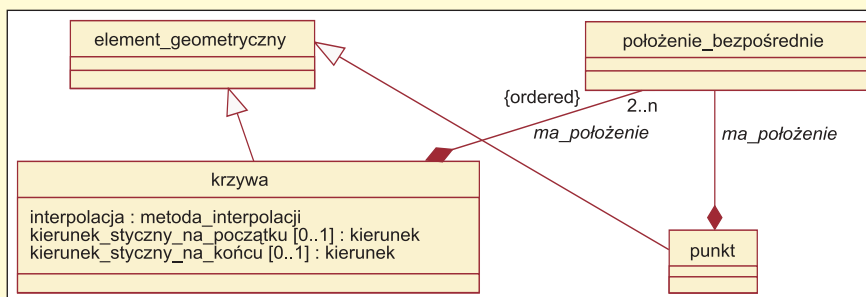 element_geometryczny
położenie_bezpośrednie
{ordered}
2..n
ma_położenie
ma_położenie
krzywa
interpolacja : metoda_interpolacji
kierunek_styczny_na_początku [0..1] : kierunek
kierunek_styczny_na_końcu [0..1] : kierunek
punkt